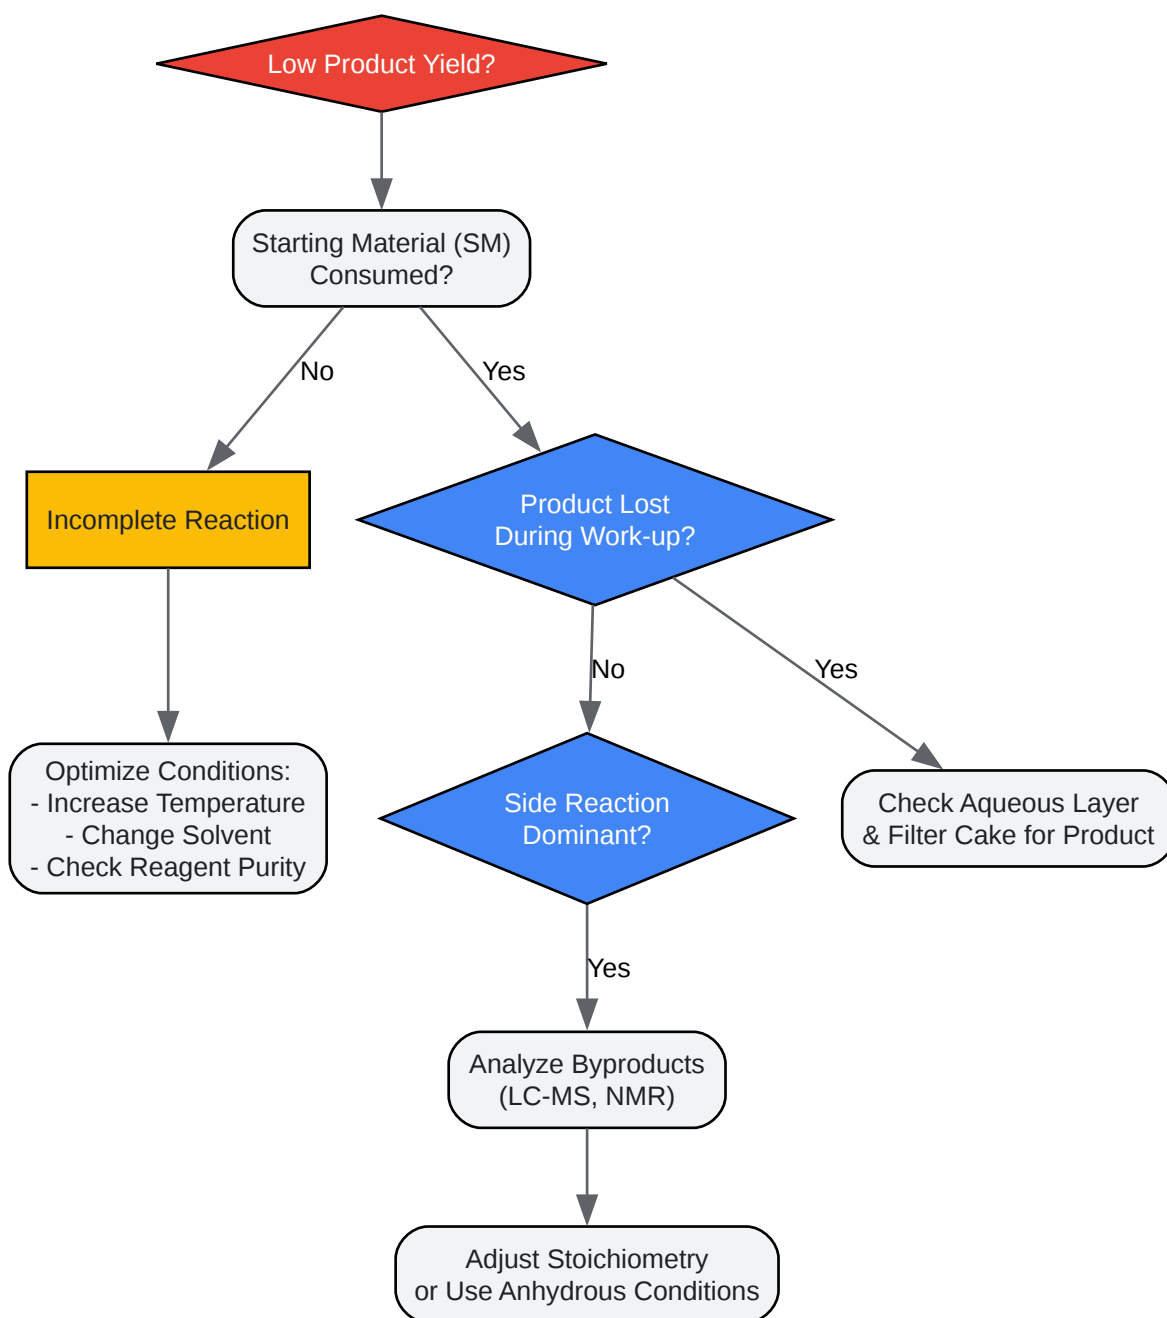 Low Product Yield?
Starting Material (SM)
Consumed?
No
Yes
Incomplete Reaction
Product Lost
During Work-up?
No
Yes
Optimize Conditions:
- Increase Temperature
- Change Solvent
- Check Reagent Purity
Side Reaction
Dominant?
Check Aqueous Layer
& Filter Cake for Product
Yes
Analyze Byproducts
(LC-MS, NMR)
Adjust Stoichiometry
or Use Anhydrous Conditions